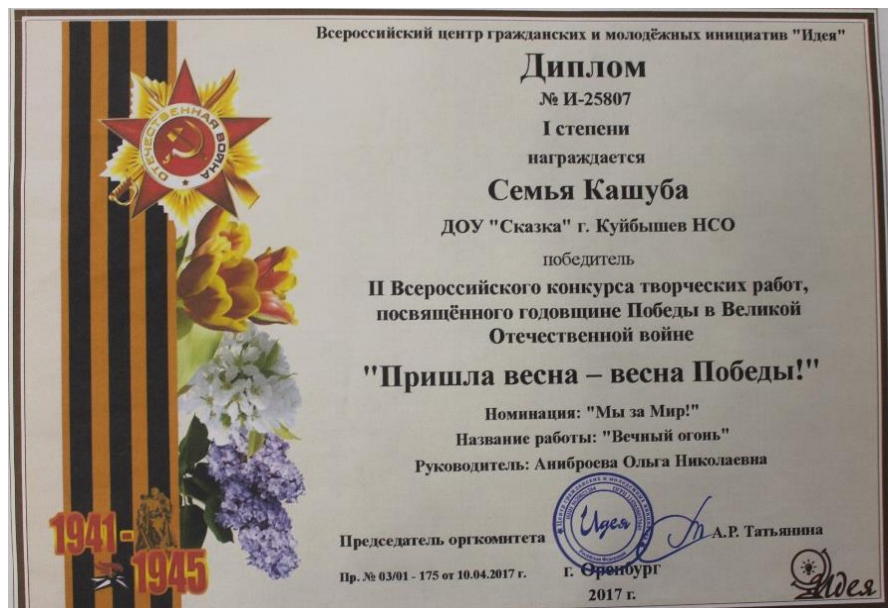 Всероссийский центр гражданских и молодёжных инициатив "Идея"
Диплом
№ И-25807
I степени
награждается
Семья Кашуба
ДОУ "Сказка" г. Куйбышев НСО
победитель
II Всероссийского конкурса творческих работ,
посвящённого годовщине Победы в Великой
Отечественной войне
"Пришла весна – весна Победы!"
Номинация: "Мы за Мир!"
Название работы: "Вечный огонь"
Руководитель: Аниброева Ольга Николаевна
Председатель оргкомитета
А.Р. Татьянина
Пр. № 03/01 - 175 от 10.04.2017 г.
г. Оренбург
2017 г.
ОТЕЧЕСТВЕННАЯ ВОЙНА
1941-
1945
Идея
Идея